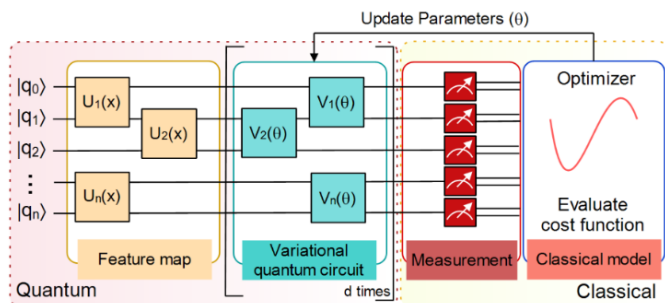 Update Parameters (θ)
|q₀⟩
|q₁⟩
|q₂⟩
...
|qₙ⟩
U₁(x)
U₂(x)
Uₙ(x)
V₁(θ)
V₂(θ)
Vₙ(θ)
Optimizer
Evaluate
cost function
Feature map
Variational
quantum circuit
Measurement
Classical model
Quantum
d times
Classical